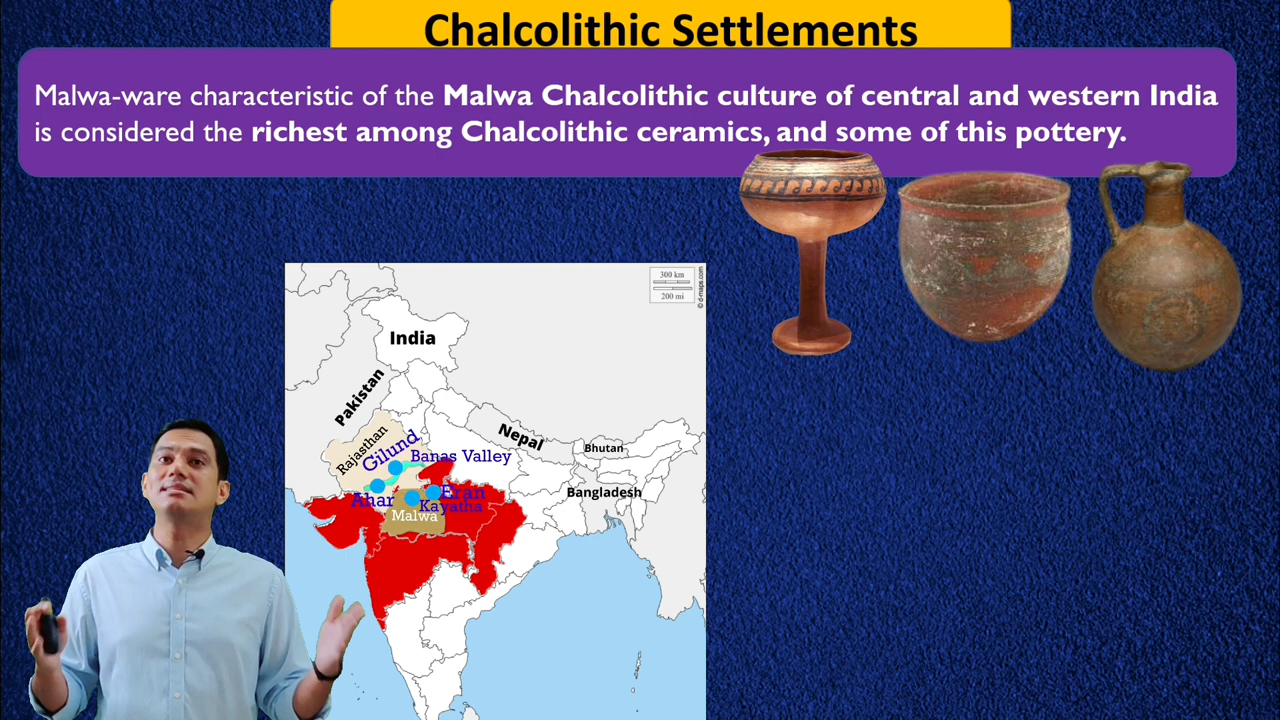 Chalcolithic Settlements
Malwa-ware characteristic of the Malwa Chalcolithic culture of central and western India
is considered the richest among Chalcolithic ceramics, and some of this pottery.
300 km
200 mi
© d-maps.com
India
Pakistan
Nepal
Bhutan
Rajasthan
Gilund
Banas Valley
Bangladesh
Ahar
Eran
Kayatha
Malwa